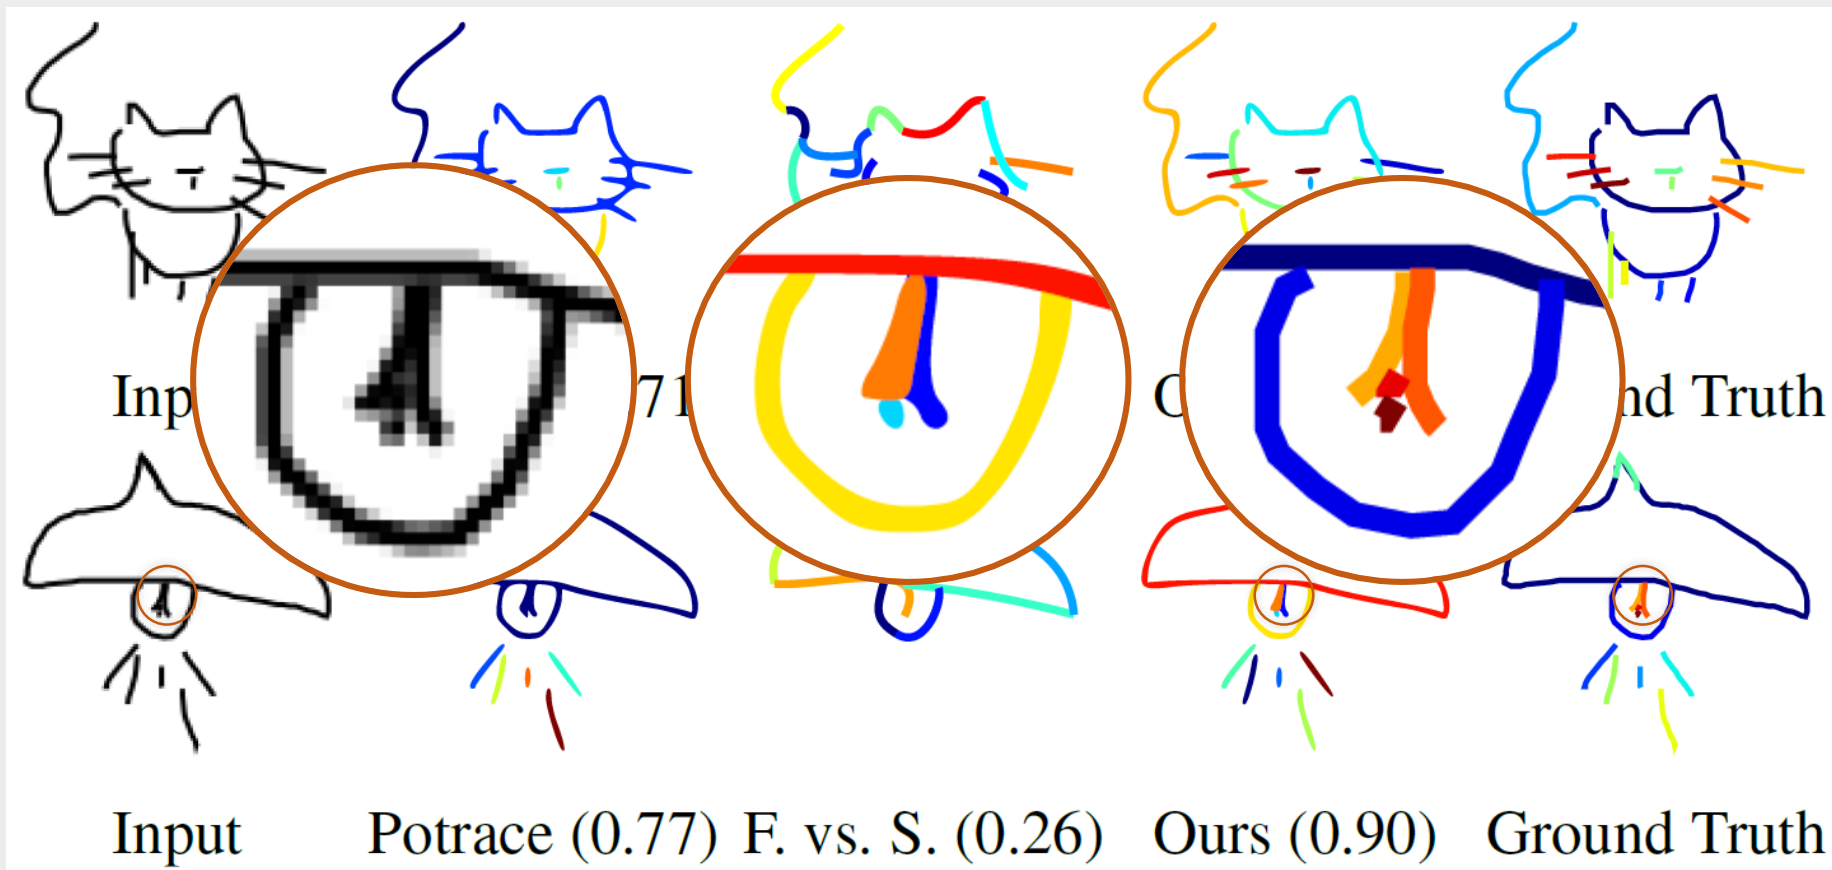 Inp 71 O nd Truth
Input Potrace (0.77) F. vs. S. (0.26) Ours (0.90) Ground Truth